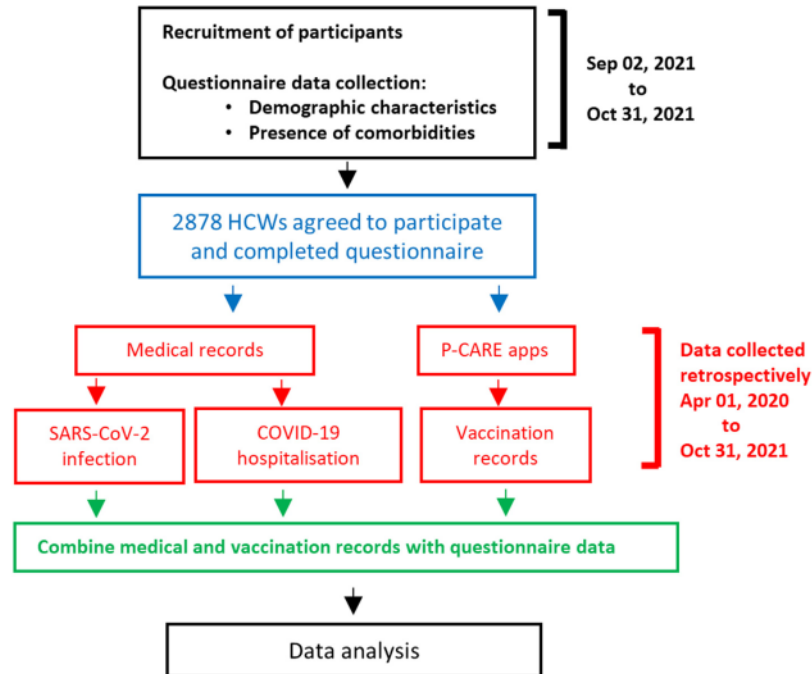 Recruitment of participants
Questionnaire data collection:
• Demographic characteristics
• Presence of comorbidities
Sep 02, 2021
to
Oct 31, 2021
2878 HCWs agreed to participate
and completed questionnaire
Medical records
P-CARE apps
Data collected
retrospectively
Apr 01, 2020
to
Oct 31, 2021
SARS-CoV-2
infection
COVID-19
hospitalisation
Vaccination
records
Combine medical and vaccination records with questionnaire data
Data analysis